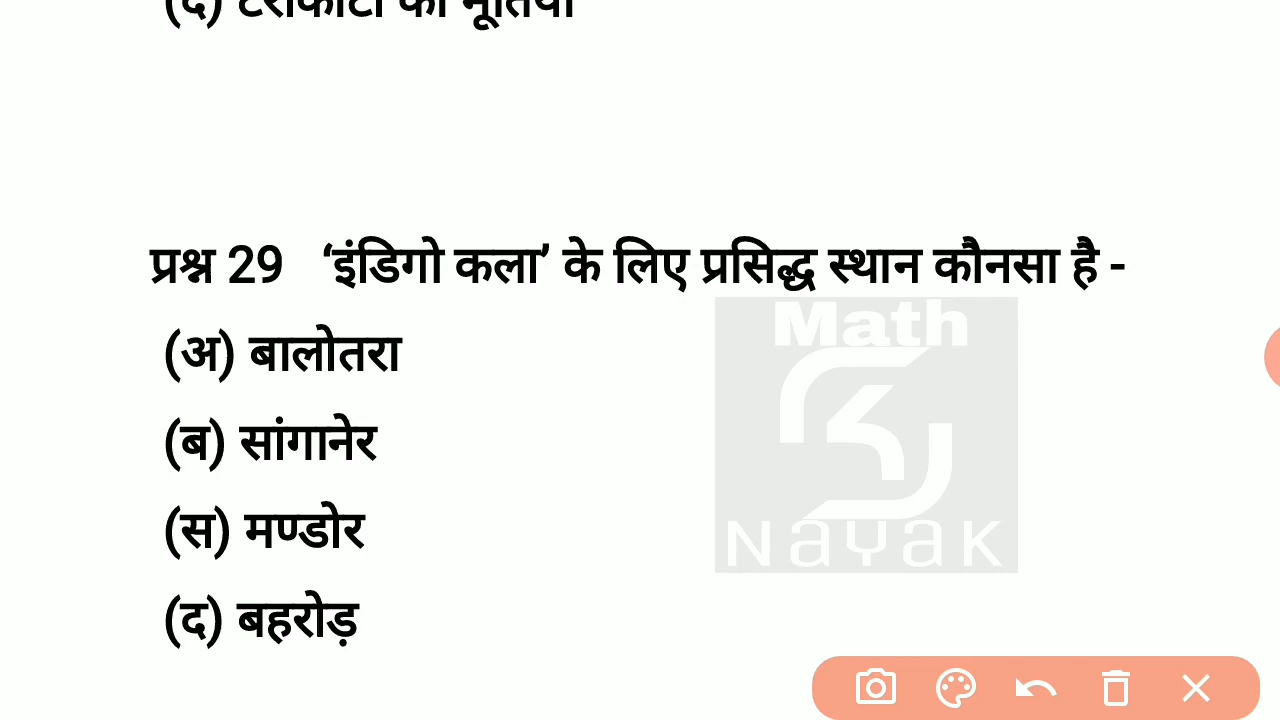 (द) टेराकोटा की मूर्तियां
प्रश्न 29 ‘इंडिगो कला’ के लिए प्रसिद्ध स्थान कौनसा है -
(अ) बालोतरा
(ब) सांगानेर
(स) मण्डोर
(द) बहरोड़
Math
NaYaK